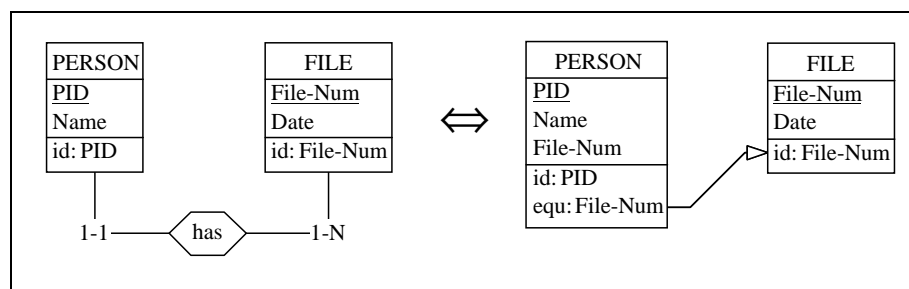 PERSON
PID
Name
id: PID
FILE
File-Num
Date
id: File-Num
1-1
has
1-N
⇔
PERSON
PID
Name
File-Num
id: PID
equ: File-Num
FILE
File-Num
Date
id: File-Num